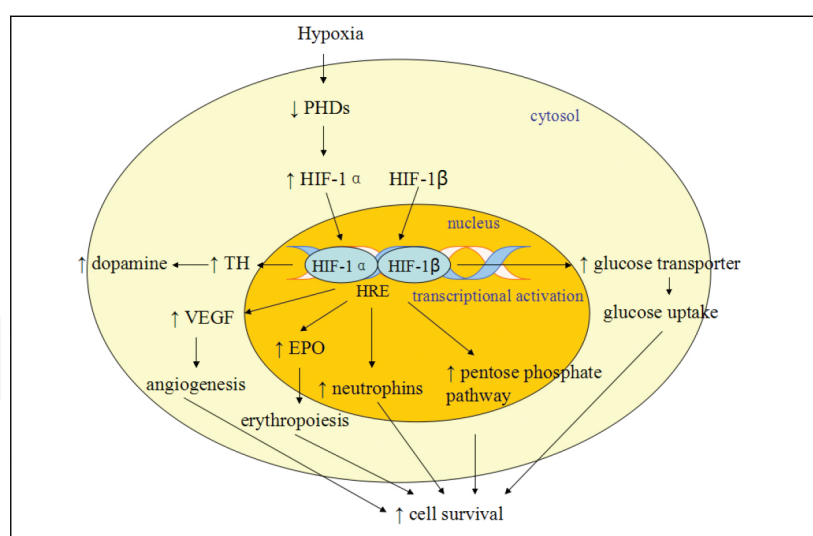 Hypoxia
↓ PHDs
cytosol
↑ HIF-1 α HIF-1β
nucleus
↑ dopamine ↑ TH HIF-1 α HIF-1β ↑ glucose transporter
HRE transcriptional activation
↑ VEGF glucose uptake
↑ EPO
angiogenesis ↑ neutrophins ↑ pentose phosphate
pathway
erythropoiesis
↑ cell survival